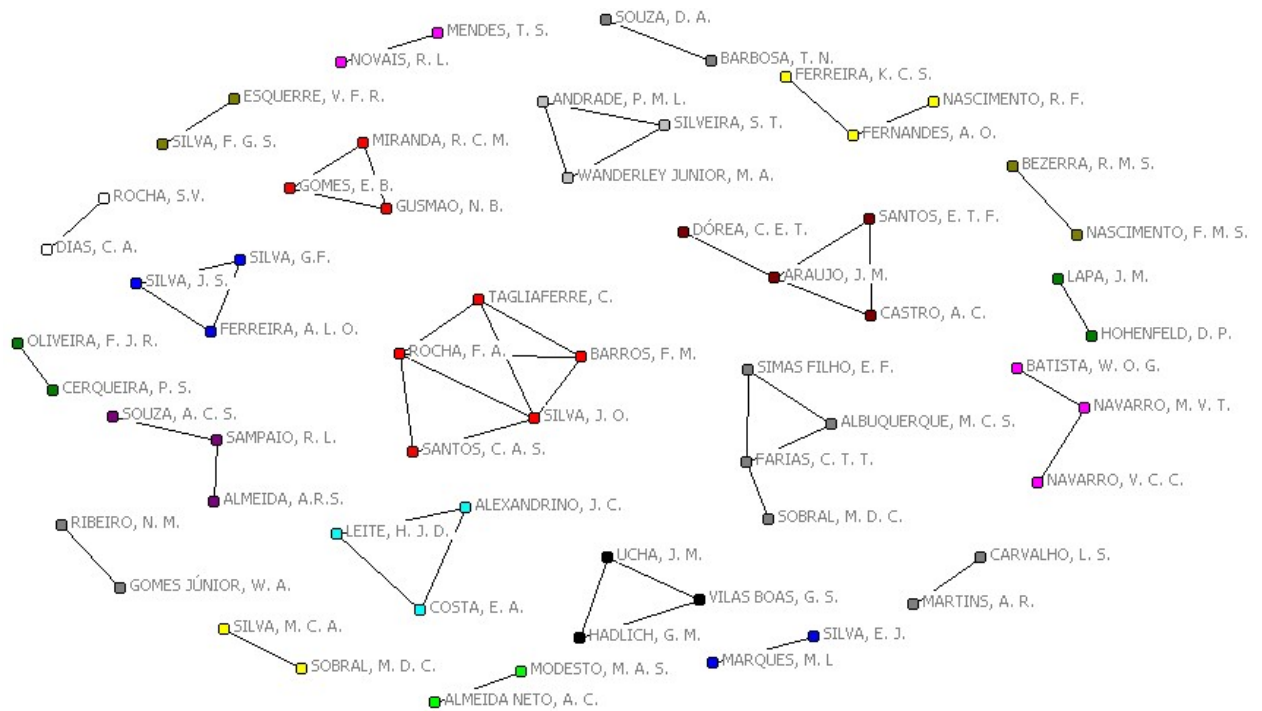 SOUZA, D. A.
MENDES, T. S.
NOVAIS, R. L.
BARBOSA, T. N.
FERREIRA, K. C. S.
ESQUERRE, V. F. R.
ANDRADE, P. M. L.
NASCIMENTO, R. F.
SILVEIRA, S. T.
FERNANDES, A. O.
SILVA, F. G. S.
MIRANDA, R. C. M.
BEZERRA, R. M. S.
WANDERLEY JUNIOR, M. A.
GOMES, E. B.
ROCHA, S.V.
GUSMAO, N. B.
SANTOS, E. T. F.
DÓREA, C. E. T.
NASCIMENTO, F. M. S.
DIAS, C. A.
SILVA, G.F.
SILVA, J. S.
ARAUJO, J. M.
LAPA, J. M.
TAGLIAFERRE, C.
CASTRO, A. C.
FERREIRA, A. L. O.
HOHENFELD, D. P.
OLIVEIRA, F. J. R.
ROCHA, F. A.
BARROS, F. M.
SIMAS FILHO, E. F.
BATISTA, W. O. G.
CERQUEIRA, P. S.
NAVARRO, M. V. T.
SOUZA, A. C. S.
SILVA, J. O.
ALBUQUERQUE, M. C. S.
SAMPAIO, R. L.
SANTOS, C. A. S.
FARIAS, C. T. T.
NAVARRO, V. C. C.
ALMEIDA, A.R.S.
ALEXANDRINO, J. C.
SOBRAL, M. D. C.
RIBEIRO, N. M.
LEITE, H. J. D.
UCHA, J. M.
CARVALHO, L. S.
GOMES JÚNIOR, W. A.
VILAS BOAS, G. S.
MARTINS, A. R.
COSTA, E. A.
SILVA, M. C. A.
HADLICH, G. M.
SILVA, E. J.
MARQUES, M. L
SOBRAL, M. D. C.
MODESTO, M. A. S.
ALMEIDA NETO, A. C.